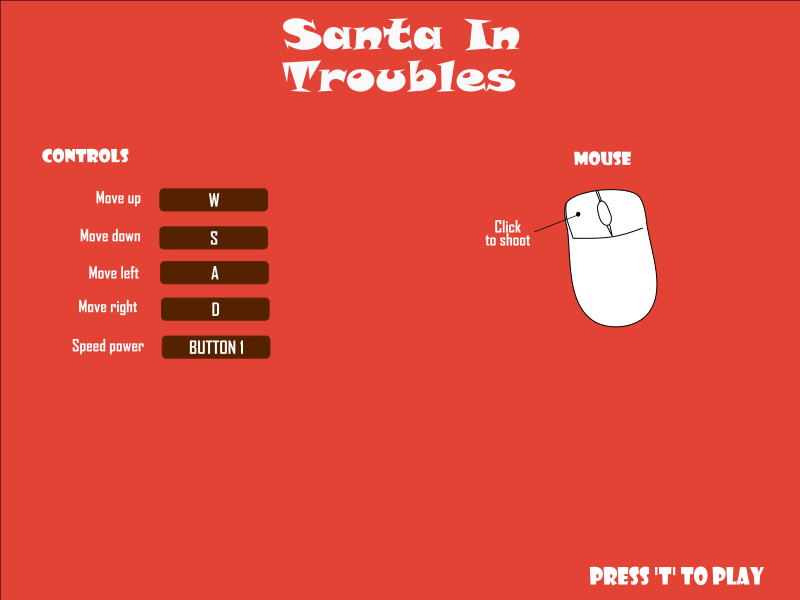 Santa In
Troubles
CONTROLS
Move up W
Move down S
Move left A
Move right D
Speed power BUTTON 1
MOUSE
Click
to shoot
PRESS 'T' TO PLAY